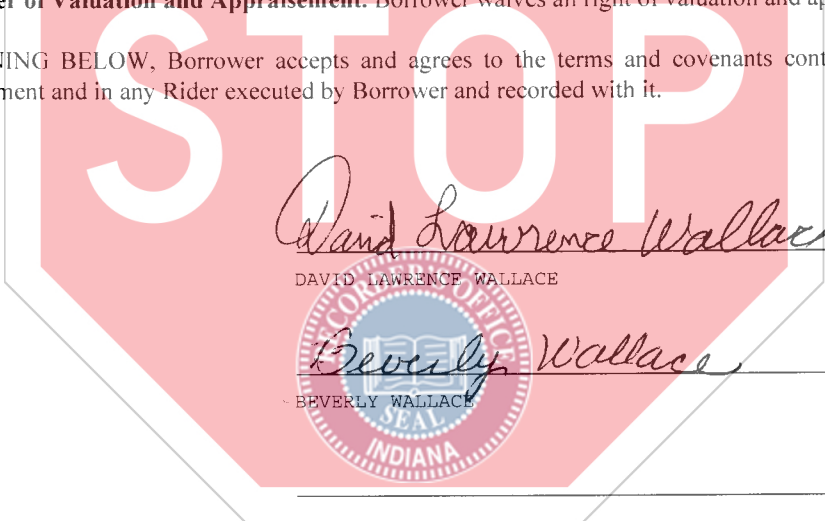 er of Valuation and Appraisement. Borrower waives all right of valuation and ap
NING BELOW, Borrower accepts and agrees to the terms and covenants cont
ment and in any Rider executed by Borrower and recorded with it.
STOP
David Lawrence Wallac
DAVID LAWRENCE WALLACE
RECORDER'S OFFICE
Beverly Wallace
BEVERLY WALLACE
SEAL
INDIANA